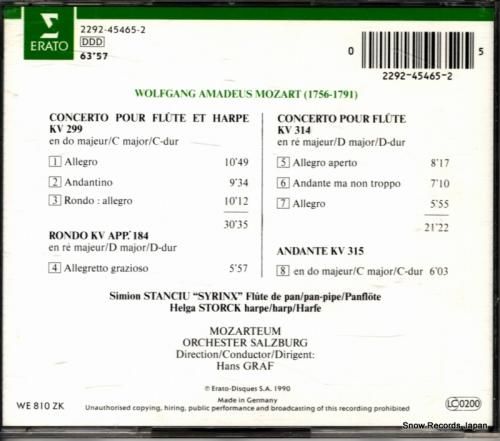 ERATO
2292-45465-2
DDD
63'57
0 5
2292-45465-2
WOLFGANG AMADEUS MOZART (1756-1791)
CONCERTO POUR FLÛTE ET HARPE
KV 299
en do majeur/C major/C-dur
1 Allegro 10'49
2 Andantino 9'34
3 Rondo : allegro 10'12
30'35
RONDO KV APP. 184
en ré majeur/D major/D-dur
4 Allegretto grazioso 5'57
CONCERTO POUR FLÛTE
KV 314
en ré majeur/D major/D-dur
5 Allegro aperto 8'17
6 Andante ma non troppo 7'10
7 Allegro 5'55
21'22
ANDANTE KV 315
8 en do majeur/C major/C-dur 6'03
Simion STANCIU "SYRINX" Flûte de pan/pan-pipe/Panflöte
Helga STORCK harpe/harp/Harfe
MOZARTEUM
ORCHESTER SALZBURG
Direction/Conductor/Dirigent:
Hans GRAF
℗ Erato-Disques S.A. 1990
Made in Germany
Unauthorised copying, hiring, public performance and broadcasting of this recording prohibited
WE 810 ZK
LC 0200
Snow Records Japan